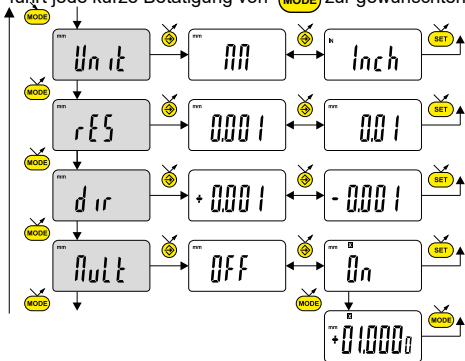 führt jede kurze Betätigung von MODE zur gewünschten
MODE
mm mm IN
Unit MM Inch SET
MODE
mm mm mm
rES 0.001 0.01 SET
MODE
mm mm mm
dir + 0.001 - 0.001 SET
MODE
mm mm mm X
Mult OFF On SET
MODE MODE
mm X
+01.0000 MODE